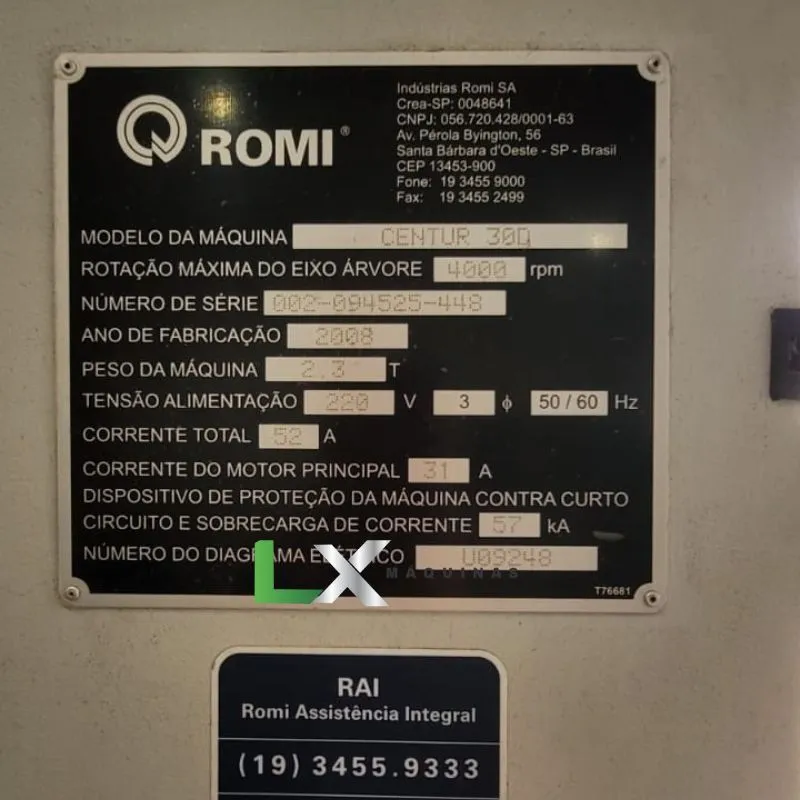 ROMI®
Indústrias Romi SA
Crea-SP: 0048641
CNPJ: 056.720.428/0001-63
Av. Pérola Byington, 56
Santa Bárbara d'Oeste - SP - Brasil
CEP 13453-900
Fone: 19 3455 9000
Fax: 19 3455 2499
MODELO DA MÁQUINA CENTUR 30D
ROTAÇÃO MÁXIMA DO EIXO ÁRVORE 4000 rpm
NÚMERO DE SÉRIE 002-094525-448
ANO DE FABRICAÇÃO 2008
PESO DA MÁQUINA 2.3 T
TENSÃO ALIMENTAÇÃO 220 V 3 ϕ 50 / 60 Hz
CORRENTE TOTAL 52 A
CORRENTE DO MOTOR PRINCIPAL 31 A
DISPOSITIVO DE PROTEÇÃO DA MÁQUINA CONTRA CURTO
CIRCUITO E SOBRECARGA DE CORRENTE 57 kA
NÚMERO DO DIAGRAMA ELÉTRICO U09248
LX MÁQUINAS
T76681
RAI
Romi Assistência Integral
(19) 3455.9333